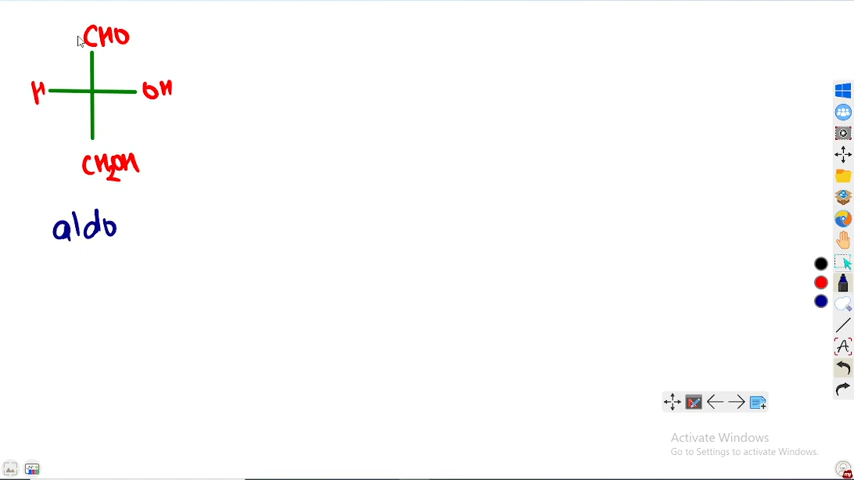 CHO
H OH
CH2OH
aldo
Activate Windows
Go to Settings to activate Windows.